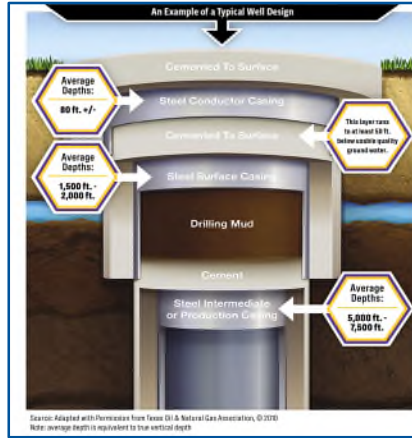 An Example of a Typical Well Design
Cemented To Surface
Average
Depths:
80 ft. +/-
Steel Conductor Casing
Cemented To Surface
This layer runs
to at least 50 ft.
below usable quality
ground water.
Average
Depths:
1,500 ft. -
2,000 ft.
Steel Surface Casing
Drilling Mud
Cement
Steel Intermediate
or Production Casing
Average
Depths:
5,000 ft. -
7,500 ft.
Source: Adapted with Permission from Texas Oil & Natural Gas Association, © 2010
Note: average depth is equivalent to true vertical depth